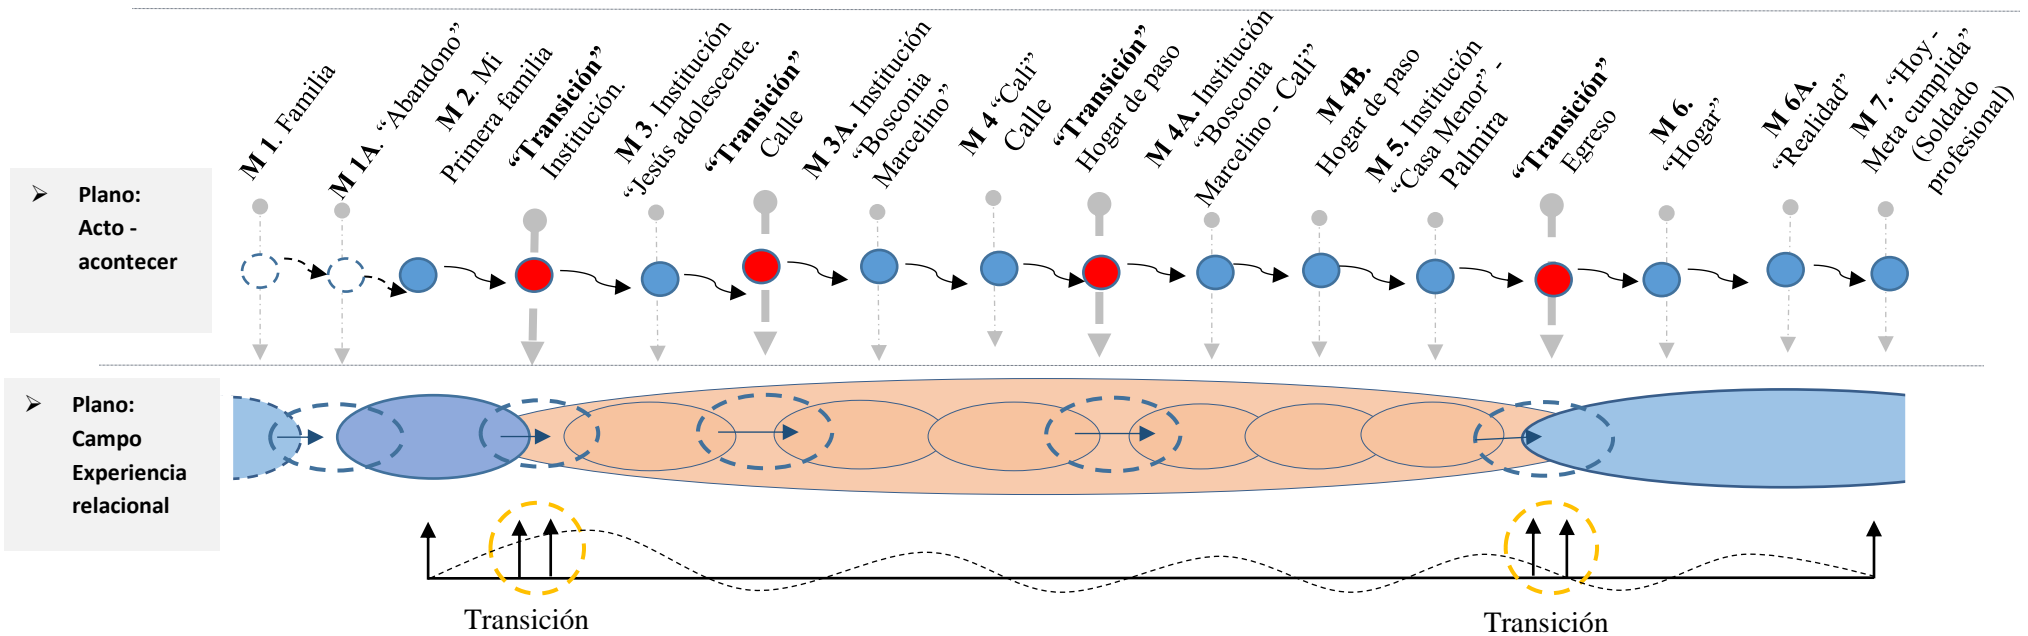 M 1. Familia
M 1A. “Abandono”
M 2. Mi
Primera familia
“Transición”
Institución.
M 3. Institución
“Jesús adolescente.
“Transición”
Calle
M 3A. Institución
“Bosconia
Marcelino”
M 4 “Cali”
Calle
“Transición”
Hogar de paso
M 4A. Institución
“Bosconia
Marcelino - Cali”
M 4B.
Hogar de paso
M 5. Institución
“Casa Menor” -
Palmira
“Transición”
Egreso
M 6.
“Hogar”
M 6A.
“Realidad”
M 7. “Hoy -
Meta cumplida”
(Soldado
profesional)
➢ Plano:
Acto -
acontecer
➢ Plano:
Campo
Experiencia
relacional
Transición
Transición